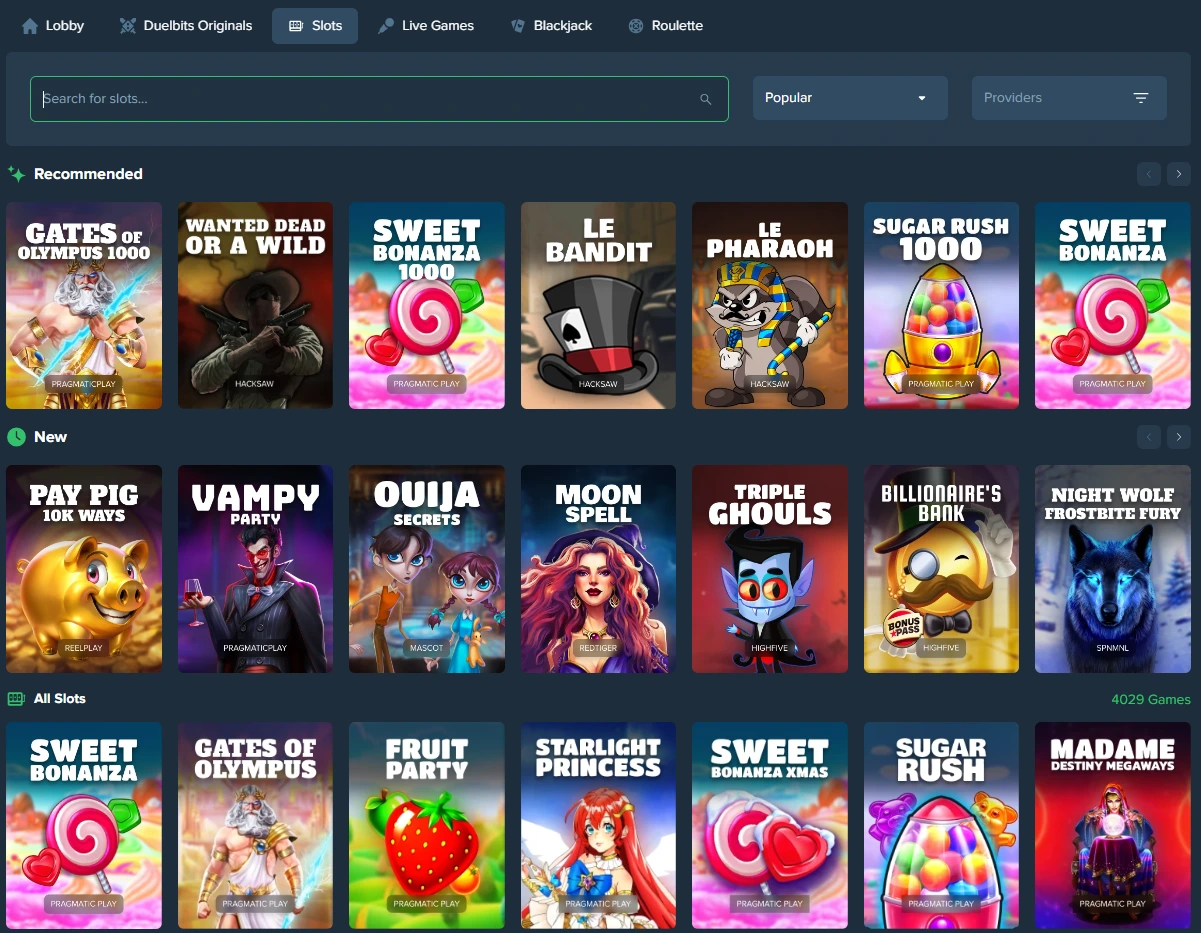 Lobby
Duelbits Originals
Slots
Live Games
Blackjack
Roulette
Search for slots...
Popular
Providers
Recommended
GATES OF
OLYMPUS 1000
PRAGMATICPLAY
WANTED DEAD
OR A WILD
HACKSAW
SWEET
BONANZA
1000
PRAGMATIC PLAY
LE
BANDIT
HACKSAW
LE
PHARAOH
HACKSAW
SUGAR RUSH
1000
PRAGMATIC PLAY
SWEET
BONANZA
PRAGMATIC PLAY
New
PAY PIG
10K WAYS
REELPLAY
VAMPY
PARTY
PRAGMATICPLAY
OUIJA
SECRETS
MASCOT
MOON
SPELL
REDTIGER
TRIPLE
GHOULS
HIGHFIVE
BILLIONAIRE'S
BANK
BONUS
PASS
HIGHFIVE
NIGHT WOLF
FROSTBITE FURY
SPNMNL
All Slots
4029 Games
SWEET
BONANZA
PRAGMATIC PLAY
GATES OF
OLYMPUS
PRAGMATIC PLAY
FRUIT
PARTY
PRAGMATIC PLAY
STARLIGHT
PRINCESS
PRAGMATIC PLAY
SWEET
BONANZA XMAS
PRAGMATIC PLAY
SUGAR
RUSH
PRAGMATIC PLAY
MADAME
DESTINY MEGAWAYS
PRAGMATIC PLAY